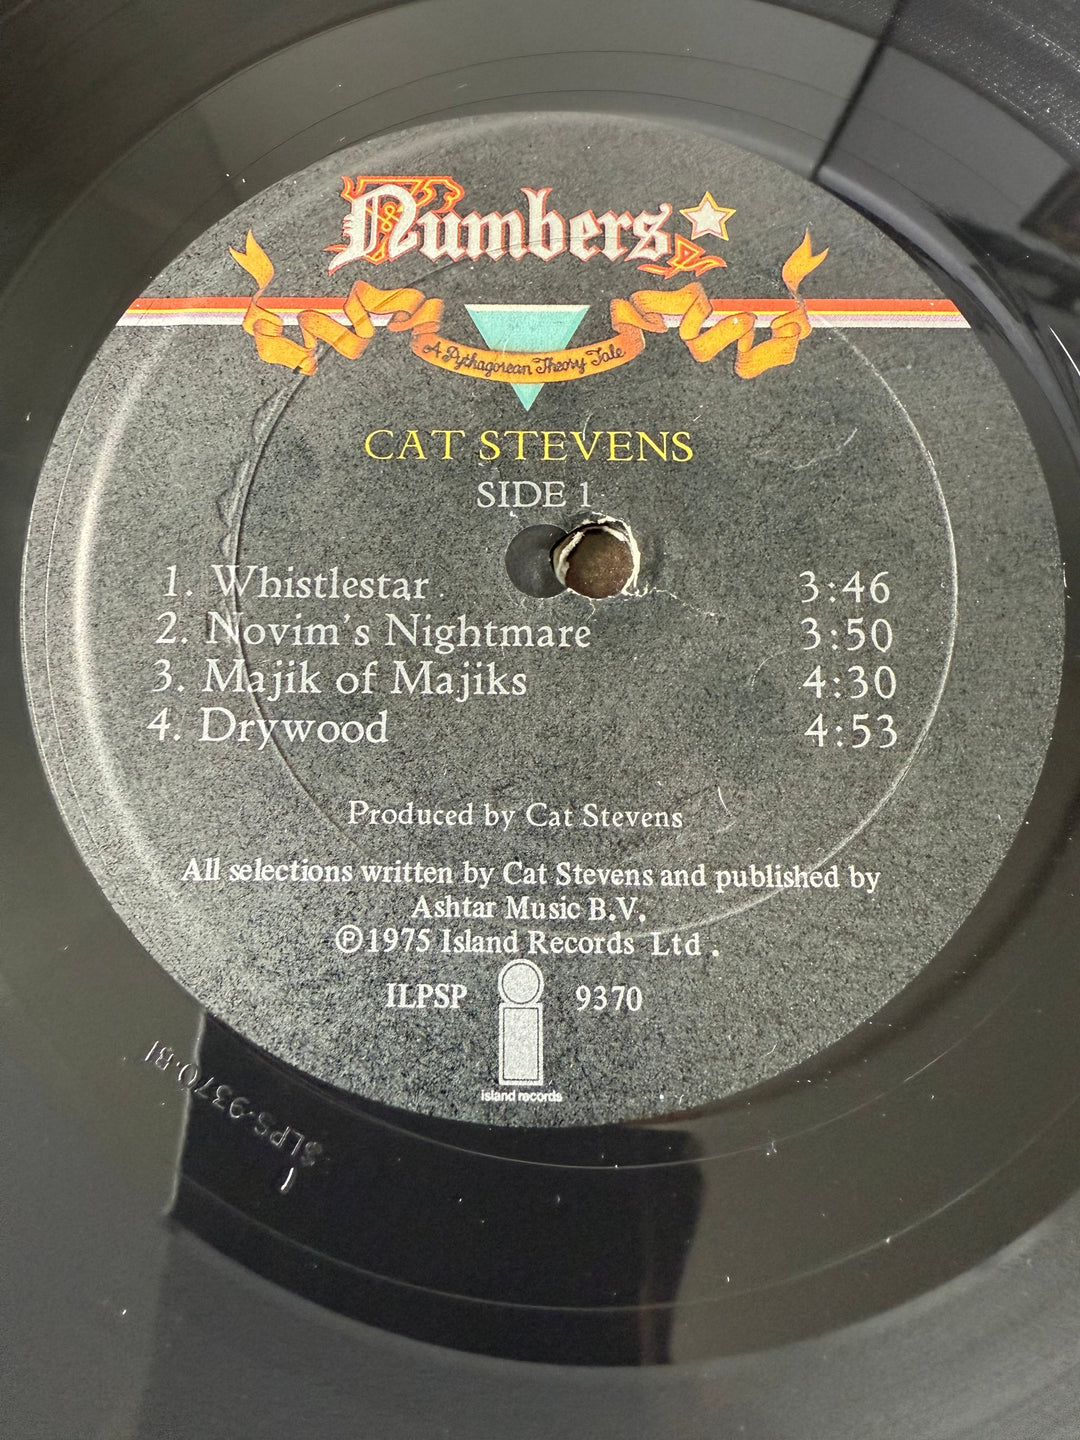 Numbers
A Pythagorean Theory Tale
CAT STEVENS
SIDE 1
1. Whistlestar 3:46
2. Novim's Nightmare 3:50
3. Majik of Majiks 4:30
4. Drywood 4:53
Produced by Cat Stevens
All selections written by Cat Stevens and published by
Ashtar Music B.V.
Ⓟ1975 Island Records Ltd.
ILPSP 9370
island records